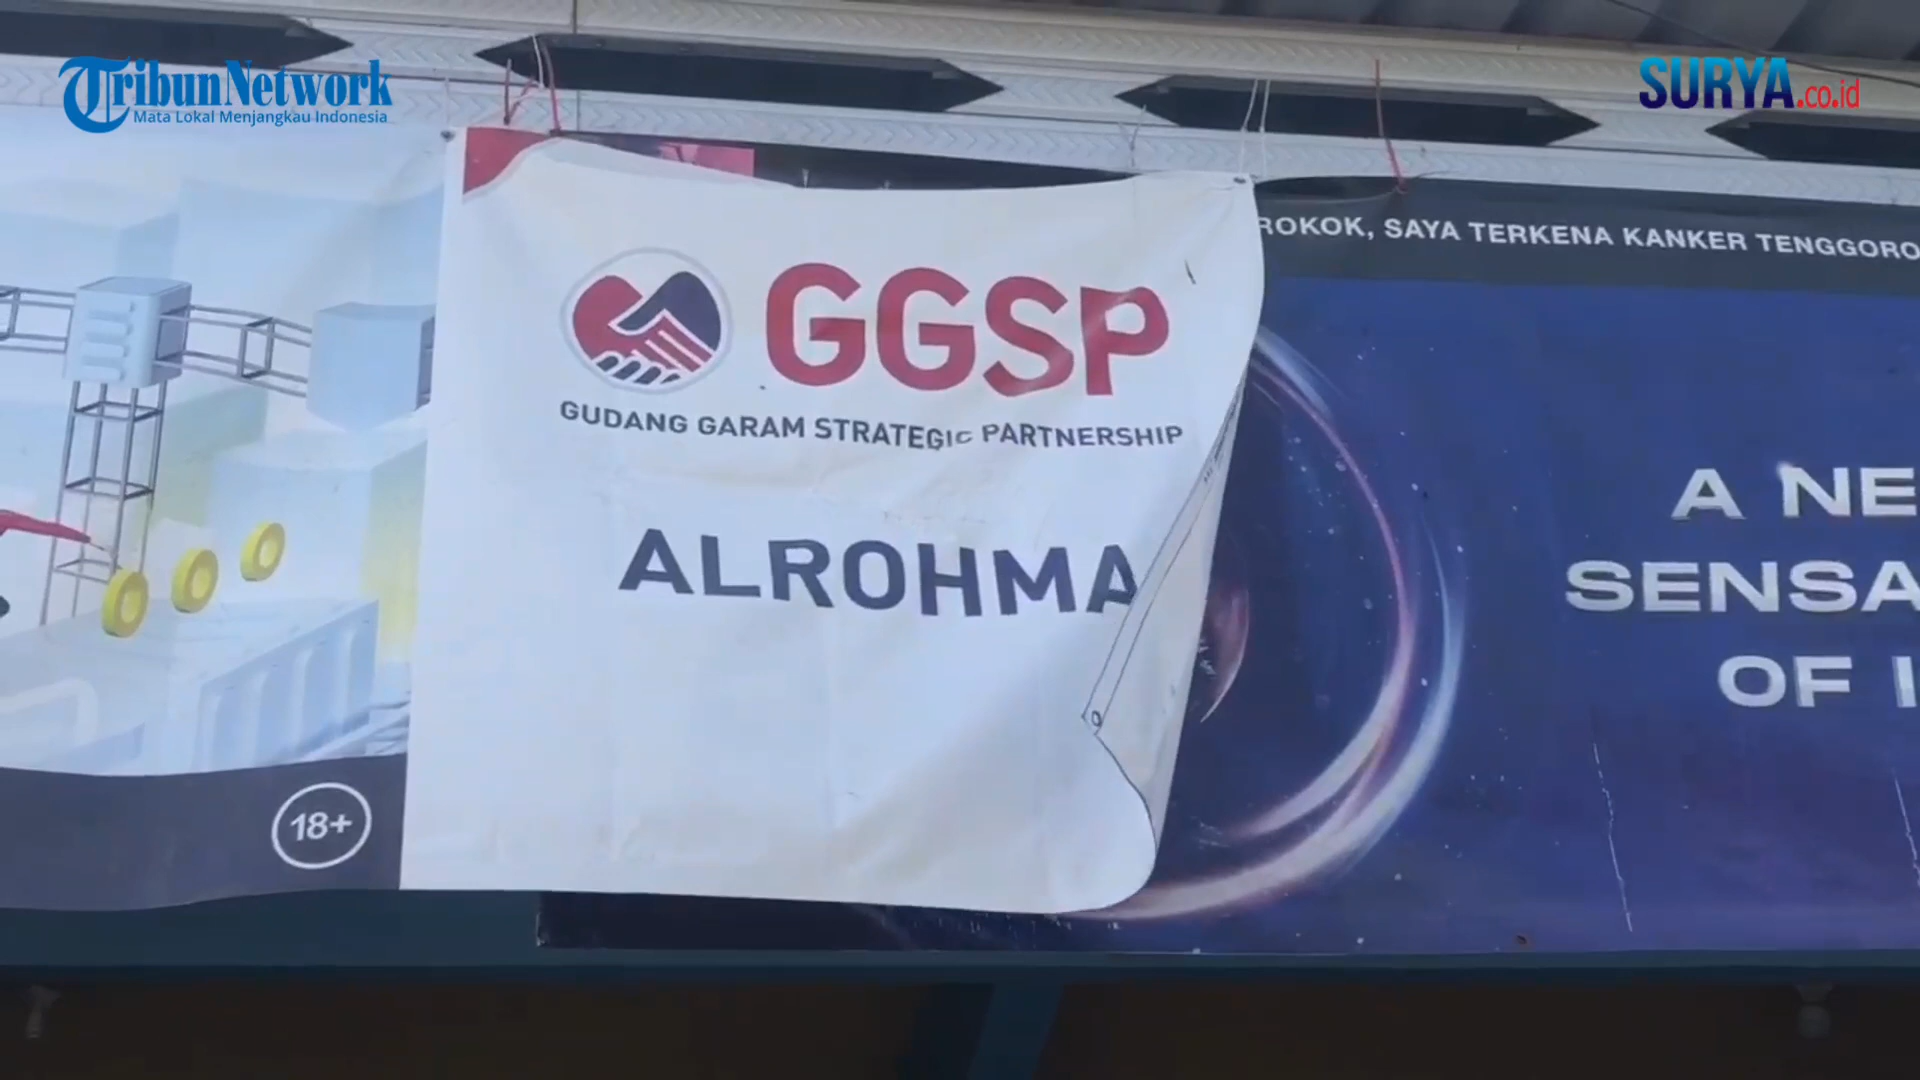 TribunNetwork
Mata Lokal Menjangkau Indonesia
SURYA.co.id
ROKOK, SAYA TERKENA KANKER TENGGORO
GGSP
GUDANG GARAM STRATEGIC PARTNERSHIP
ALROHMA
A NE
SENSA
OF I
18+